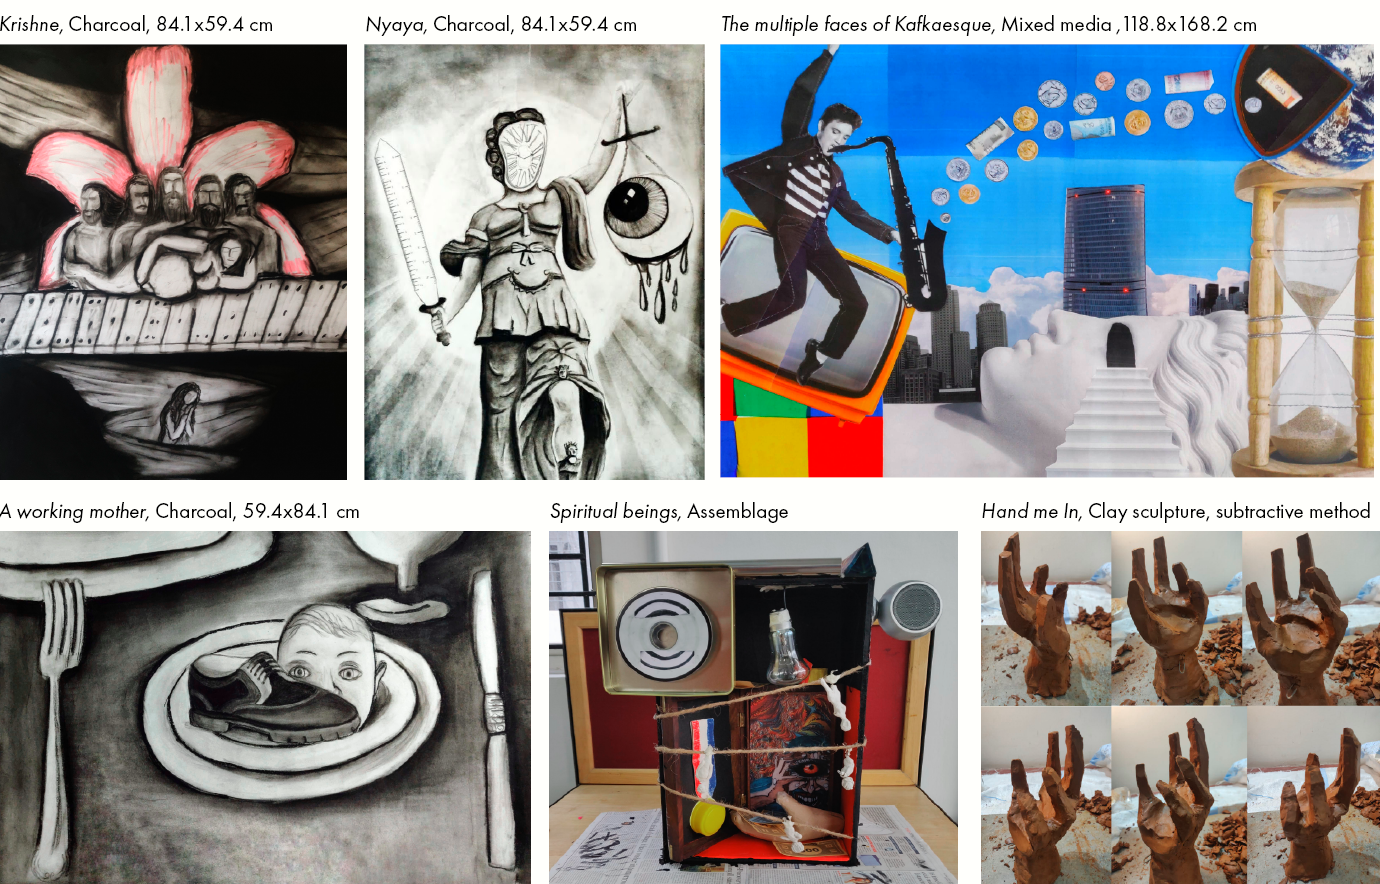 Krishne, Charcoal, 84.1x59.4 cm
Nyaya, Charcoal, 84.1x59.4 cm
The multiple faces of Kafkaesque, Mixed media ,118.8x168.2 cm
A working mother, Charcoal, 59.4x84.1 cm
Spiritual beings, Assemblage
Hand me In, Clay sculpture, subtractive method